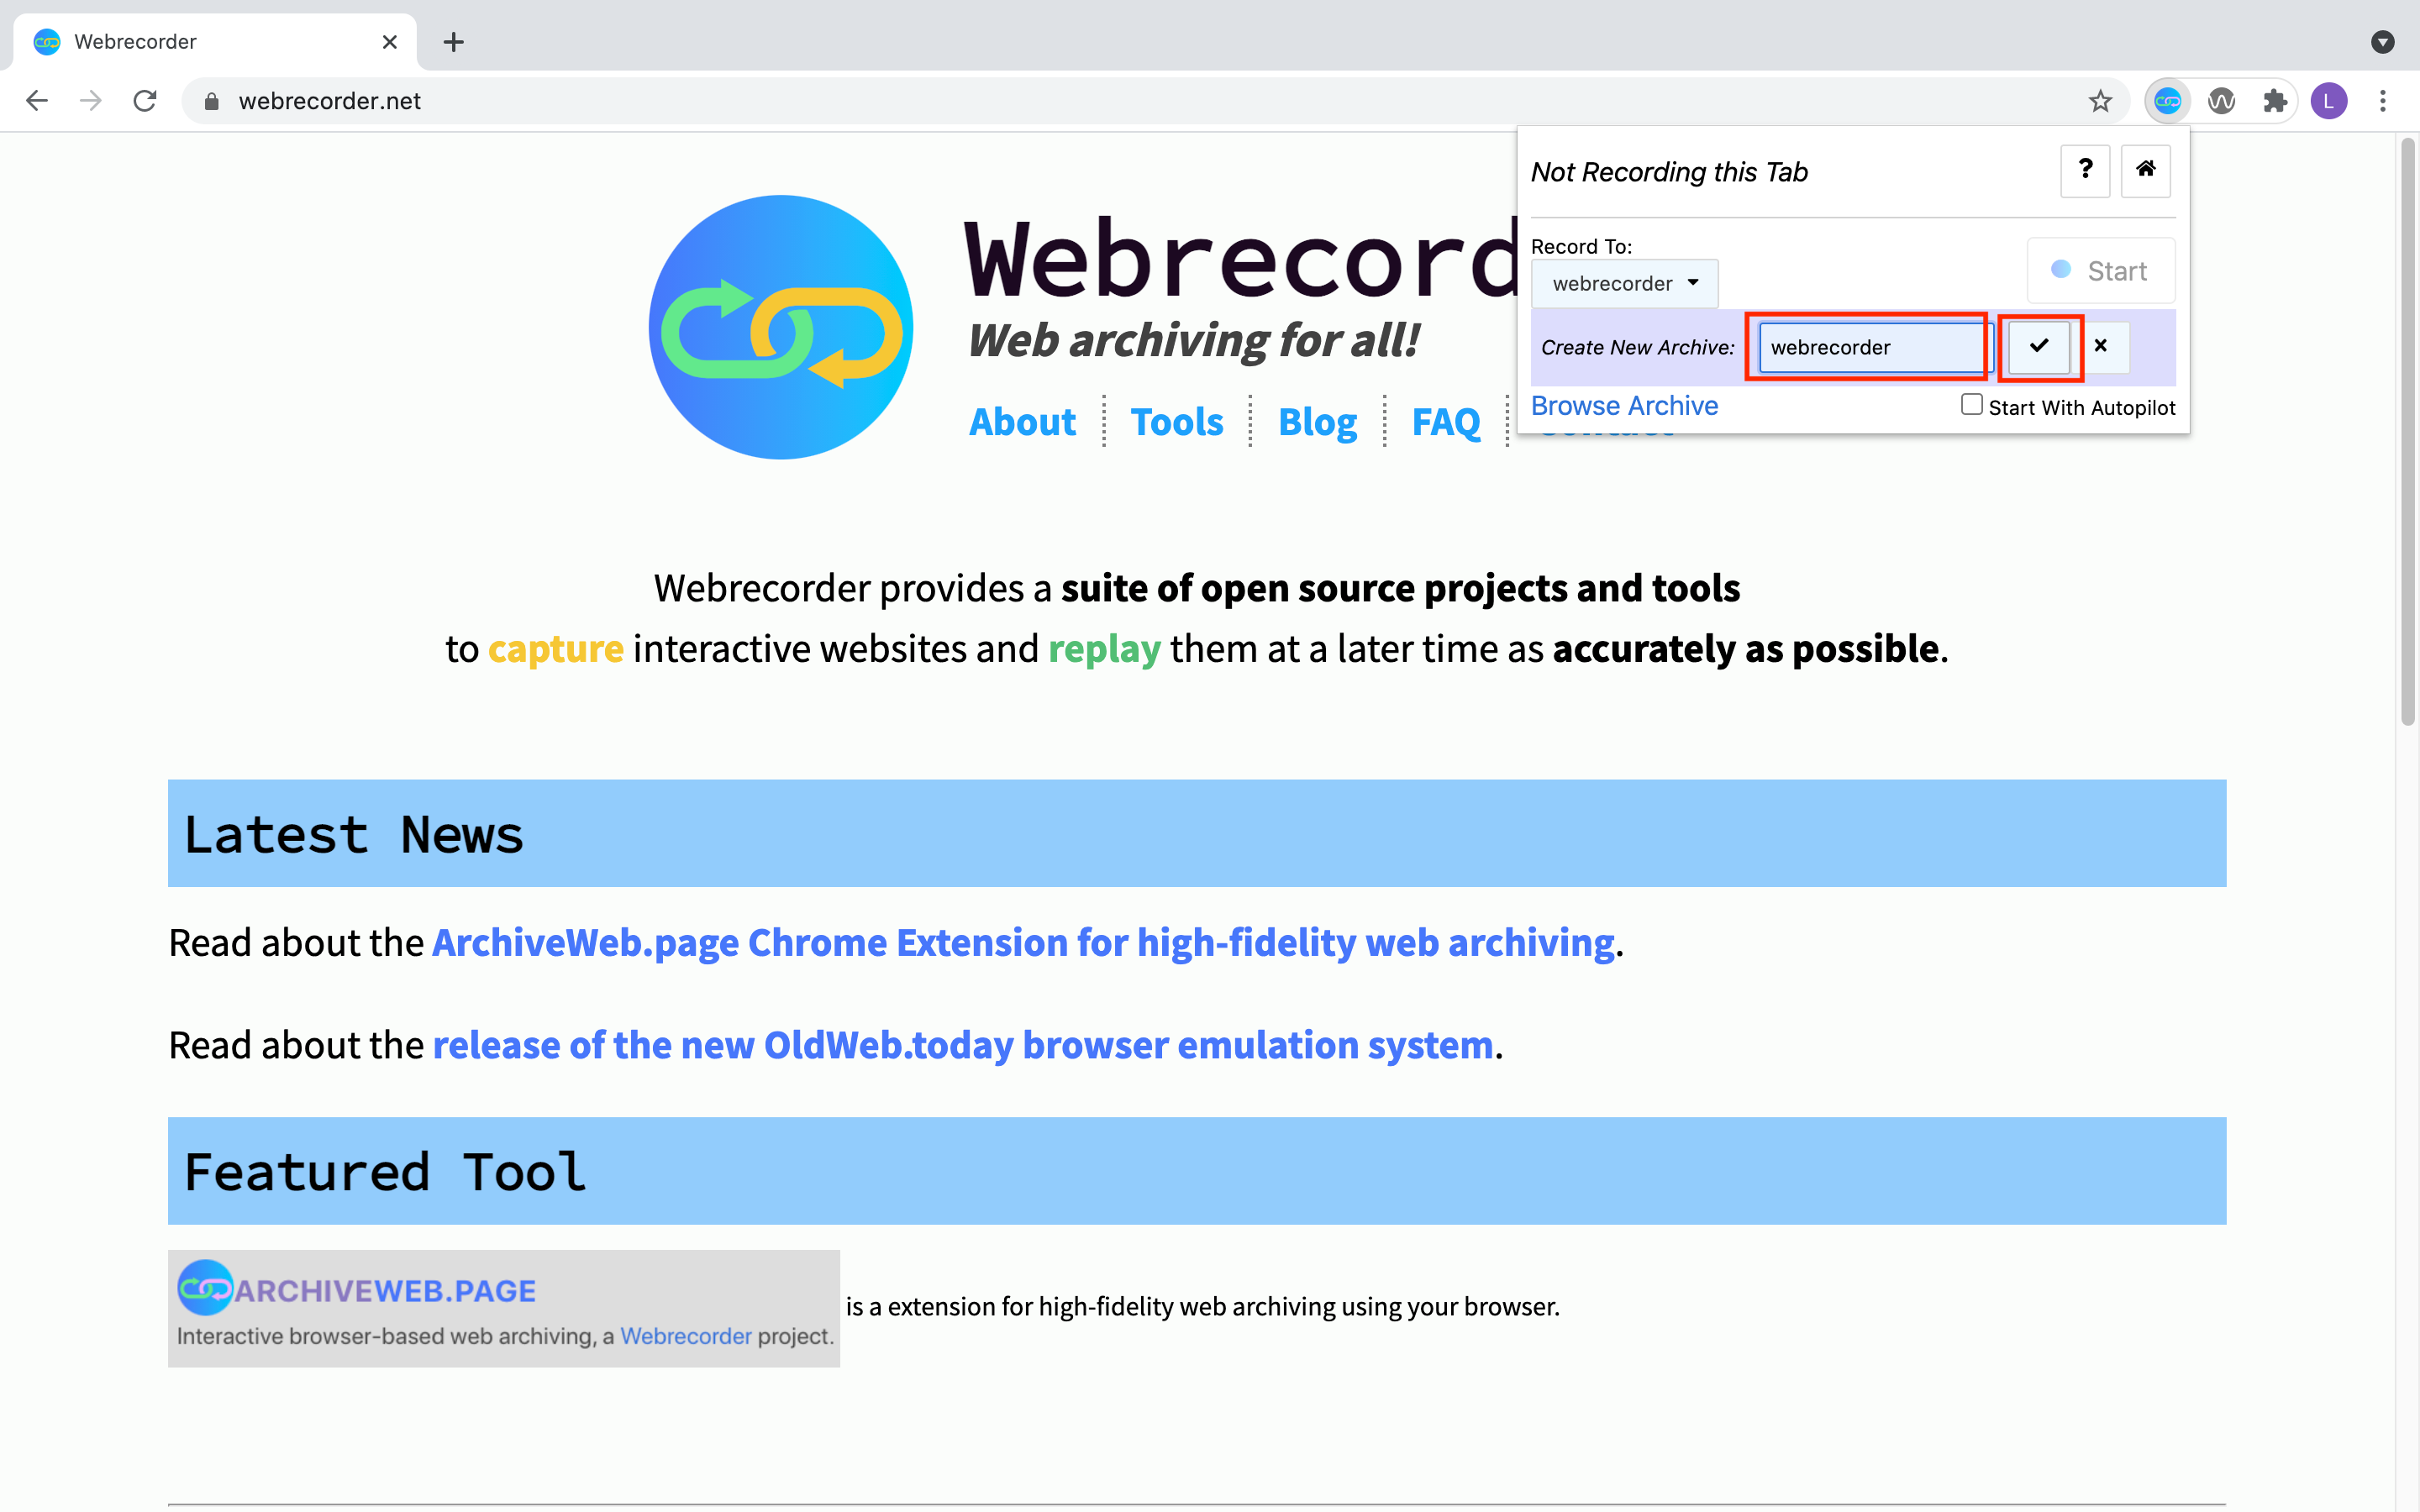 Webrecorder
webrecorder.net
L
Not Recording this Tab
?
Record To:
webrecorder
Start
Create New Archive: webrecorder
Browse Archive
Start With Autopilot
Webrecord
Web archiving for all!
About Tools Blog FAQ
Webrecorder provides a suite of open source projects and tools
to capture interactive websites and replay them at a later time as accurately as possible.
Latest News
Read about the ArchiveWeb.page Chrome Extension for high-fidelity web archiving.
Read about the release of the new OldWeb.today browser emulation system.
Featured Tool
ARCHIVEWEB.PAGE
Interactive browser-based web archiving, a Webrecorder project.
is a extension for high-fidelity web archiving using your browser.